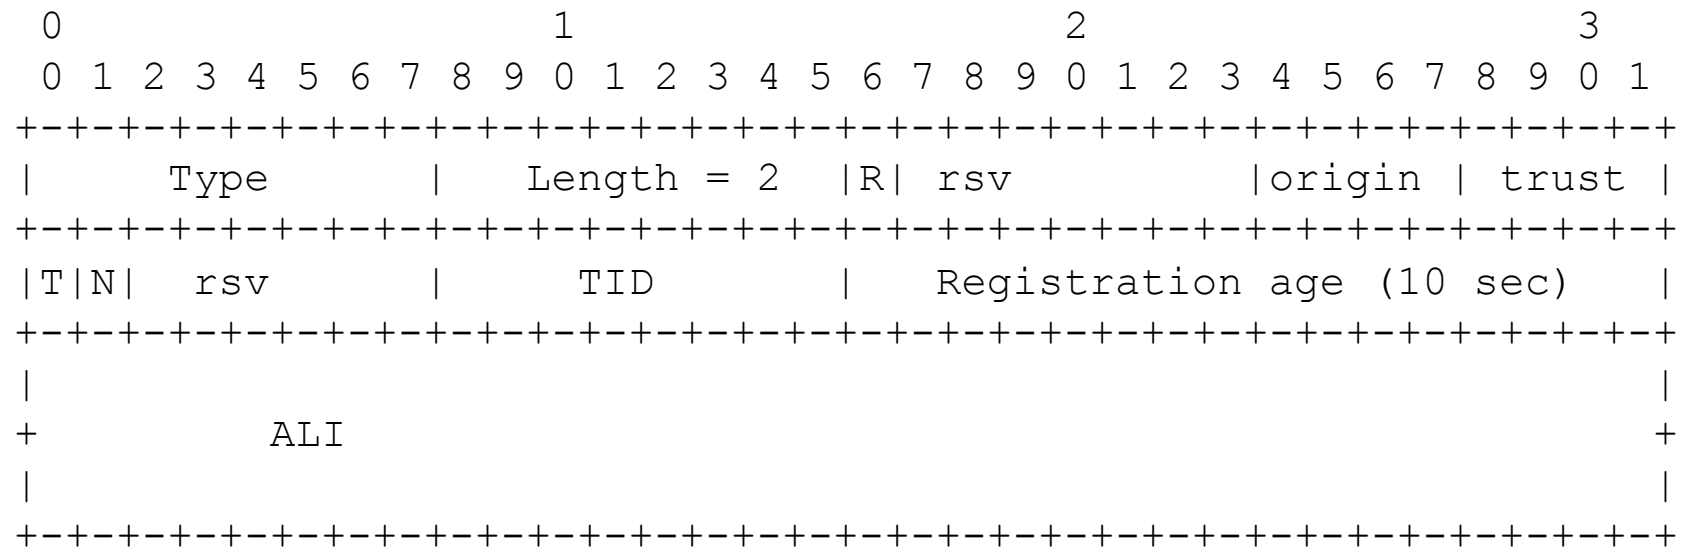 0                   1                   2                   3
 0 1 2 3 4 5 6 7 8 9 0 1 2 3 4 5 6 7 8 9 0 1 2 3 4 5 6 7 8 9 0 1
+-+-+-+-+-+-+-+-+-+-+-+-+-+-+-+-+-+-+-+-+-+-+-+-+-+-+-+-+-+-+-+-+
|     Type      |   Length = 2  |R| rsv         |origin | trust |
+-+-+-+-+-+-+-+-+-+-+-+-+-+-+-+-+-+-+-+-+-+-+-+-+-+-+-+-+-+-+-+-+
|T|N|  rsv      |     TID       |   Registration age (10 sec)   |
+-+-+-+-+-+-+-+-+-+-+-+-+-+-+-+-+-+-+-+-+-+-+-+-+-+-+-+-+-+-+-+-+
|                                                               |
+         ALI                                                   +
|                                                               |
+-+-+-+-+-+-+-+-+-+-+-+-+-+-+-+-+-+-+-+-+-+-+-+-+-+-+-+-+-+-+-+-+